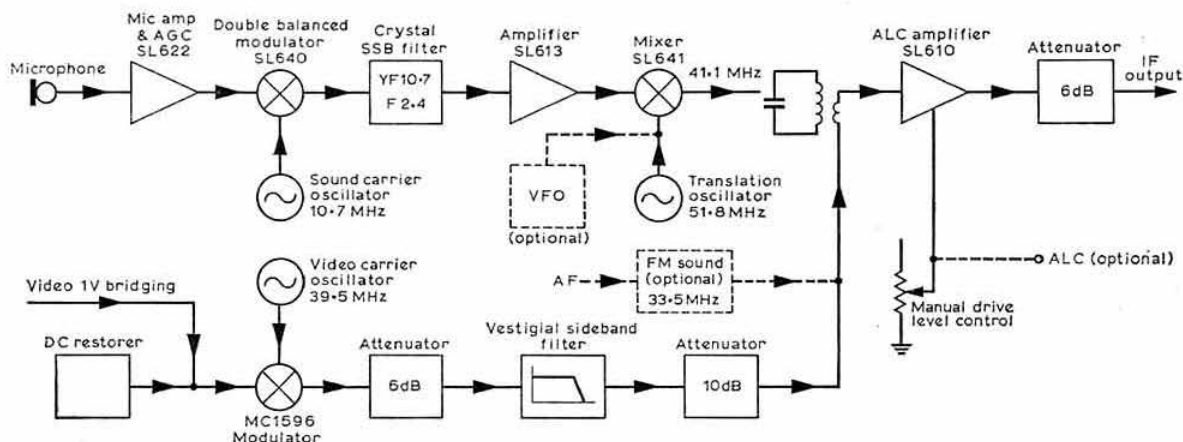 Microphone
Mic amp
& AGC
SL622
Double balanced
modulator
SL640
Crystal
SSB filter
YF10·7
F 2·4
Amplifier
SL613
Mixer
SL641
41·1 MHz
ALC amplifier
SL610
Attenuator
6dB
IF
output
Sound carrier
oscillator
10·7 MHz
VFO
(optional)
Translation
oscillator
51·8 MHz
Video carrier
oscillator
39·5 MHz
AF
FM sound
(optional)
33·5MHz
ALC (optional)
Manual drive
level control
Video 1V bridging
DC restorer
MC1596
Modulator
Attenuator
6dB
Vestigial sideband
filter
Attenuator
10dB